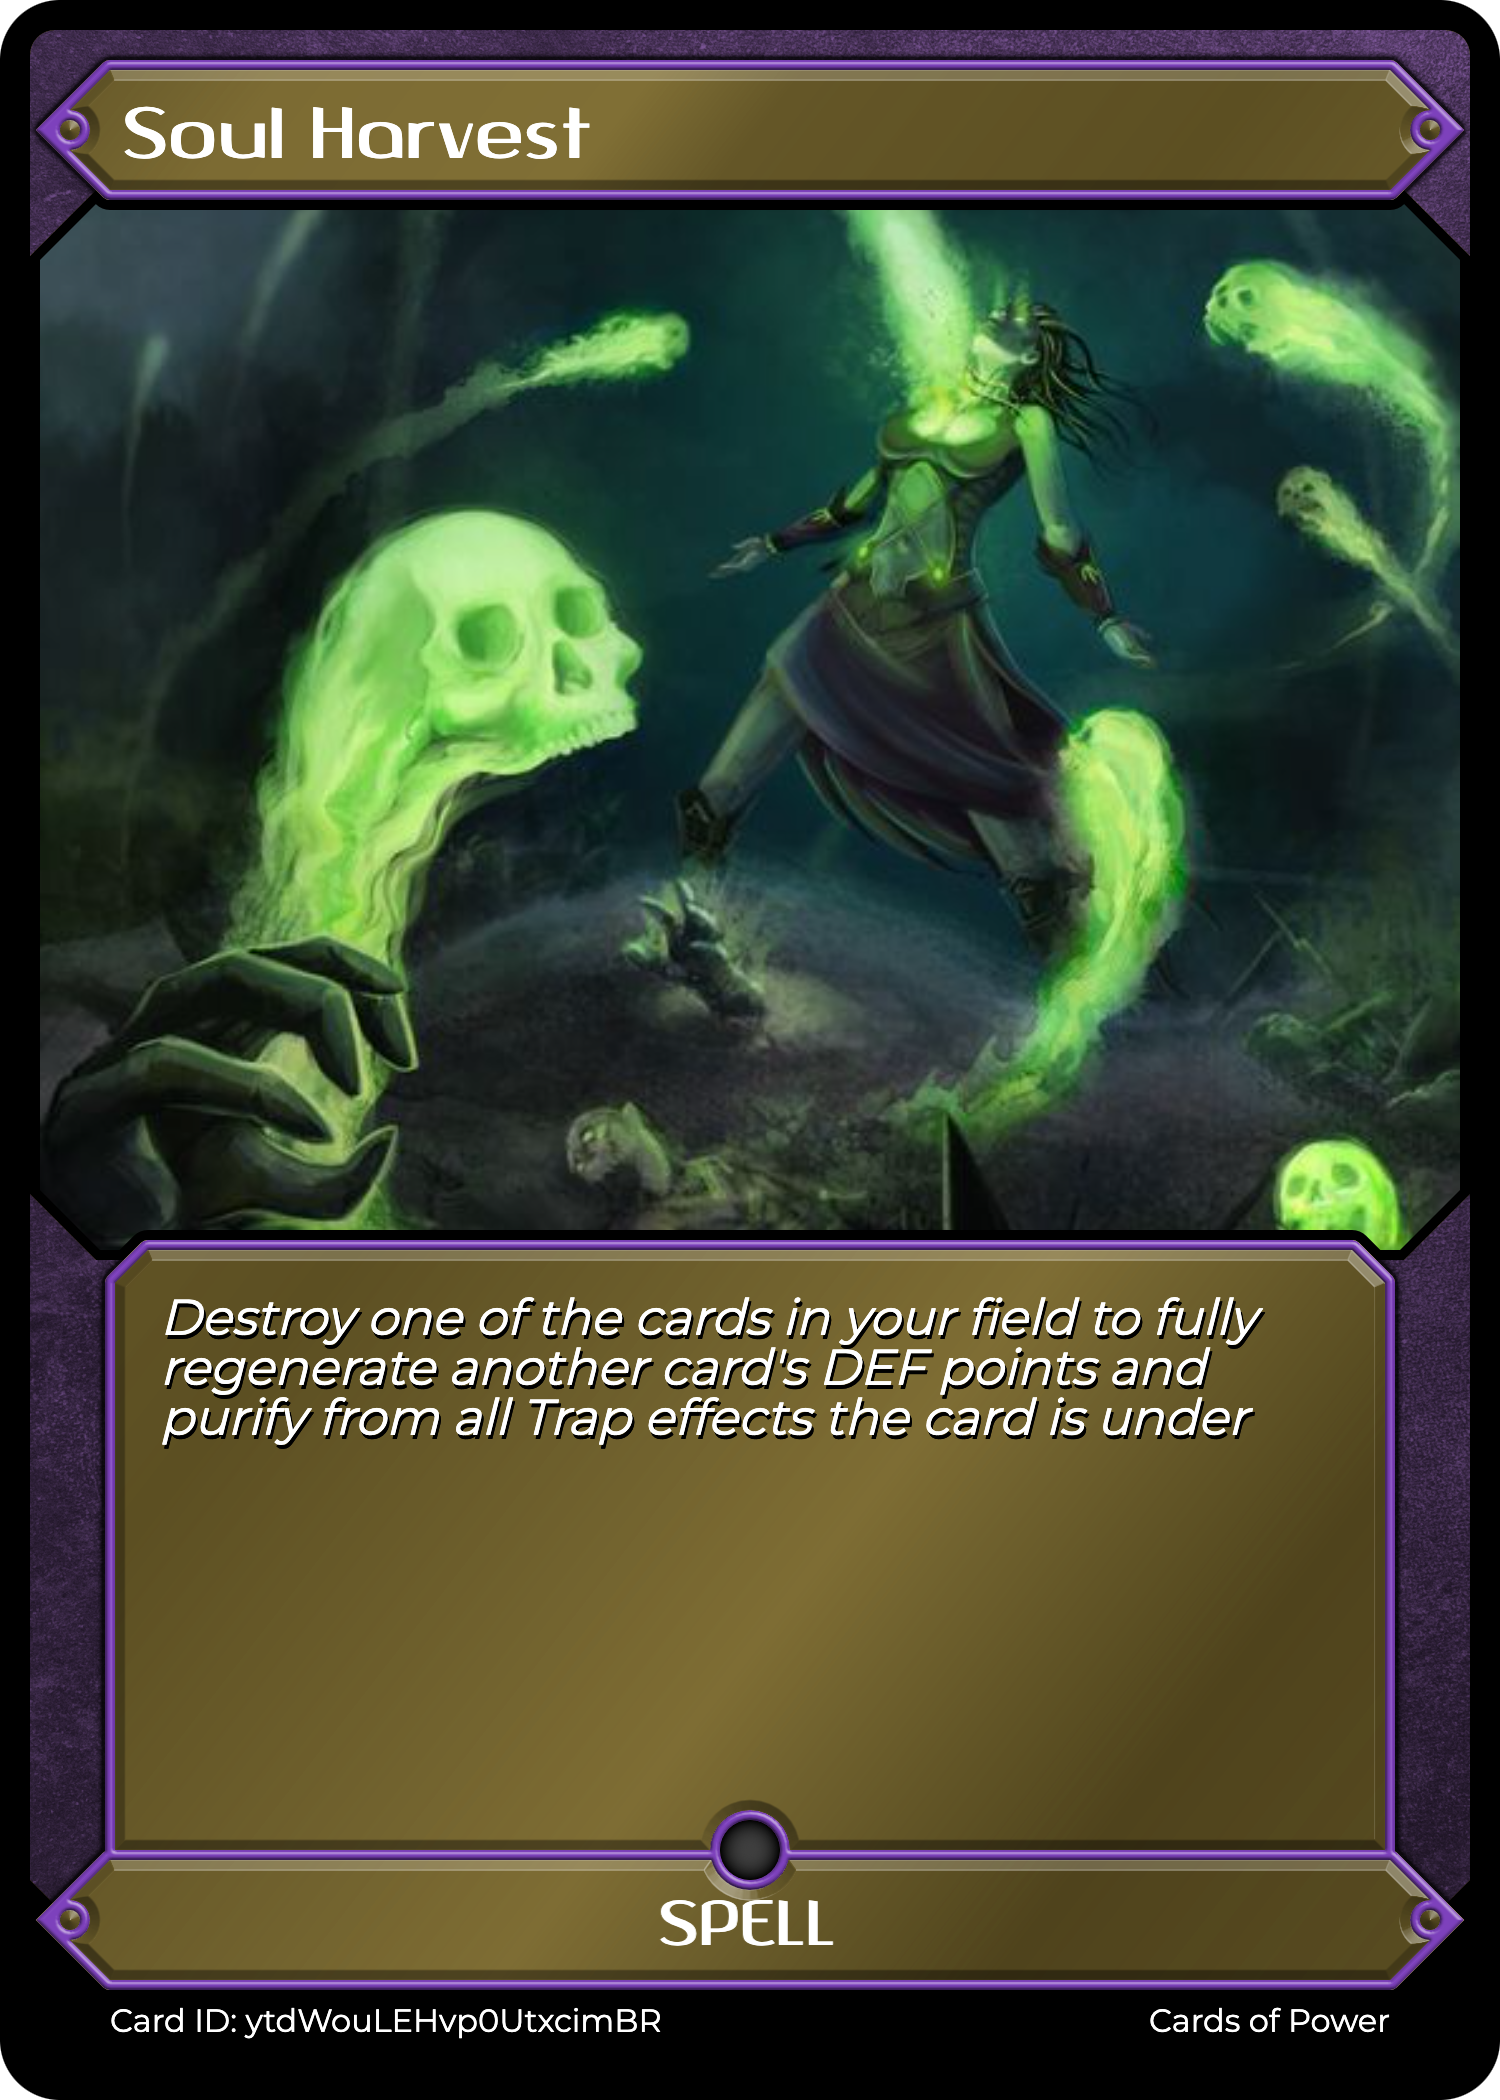 Soul Harvest
Destroy one of the cards in your field to fully
regenerate another card's DEF points and
purify from all Trap effects the card is under
SPELL
Card ID: ytdWouLEHvp0UtxcimBR
Cards of Power